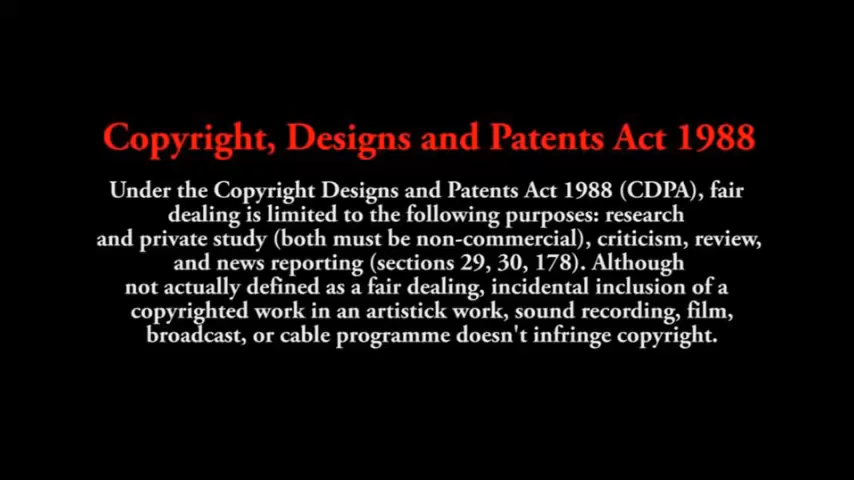 Copyright, Designs and Patents Act 1988
Under the Copyright Designs and Patents Act 1988 (CDPA), fair
dealing is limited to the following purposes: research
and private study (both must be non-commercial), criticism, review,
and news reporting (sections 29, 30, 178). Although
not actually defined as a fair dealing, incidental inclusion of a
copyrighted work in an artistick work, sound recording, film,
broadcast, or cable programme doesn't infringe copyright.